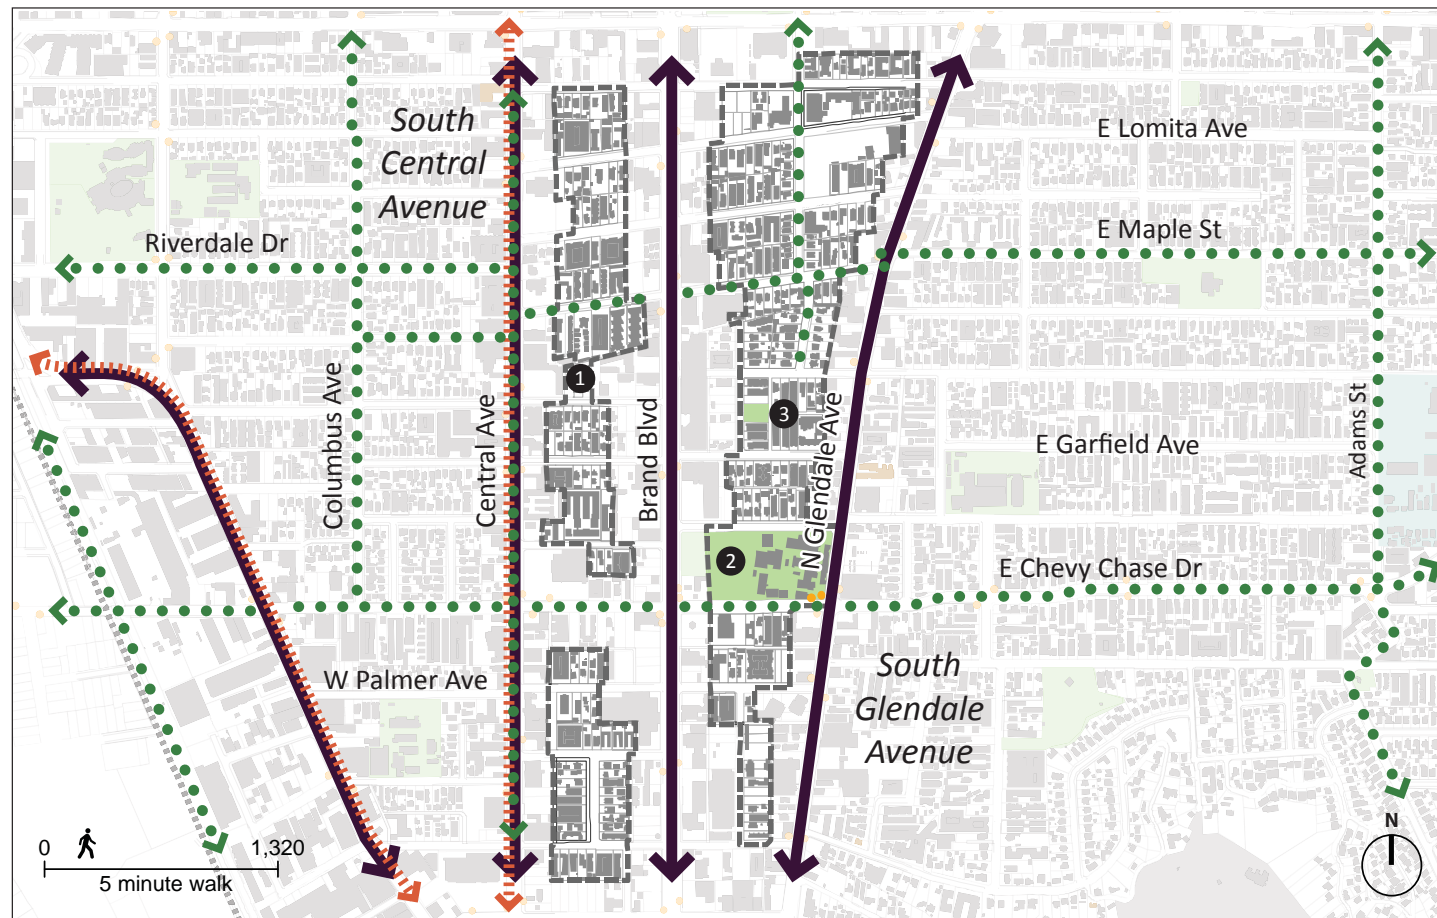 South
Central
Avenue
E Lomita Ave
Riverdale Dr
E Maple St
1
Columbus Ave
Central Ave
Brand Blvd
3
N Glendale Ave
E Garfield Ave
Adams St
2
E Chevy Chase Dr
W Palmer Ave
South
Glendale
Avenue
N
0 1,320
5 minute walk